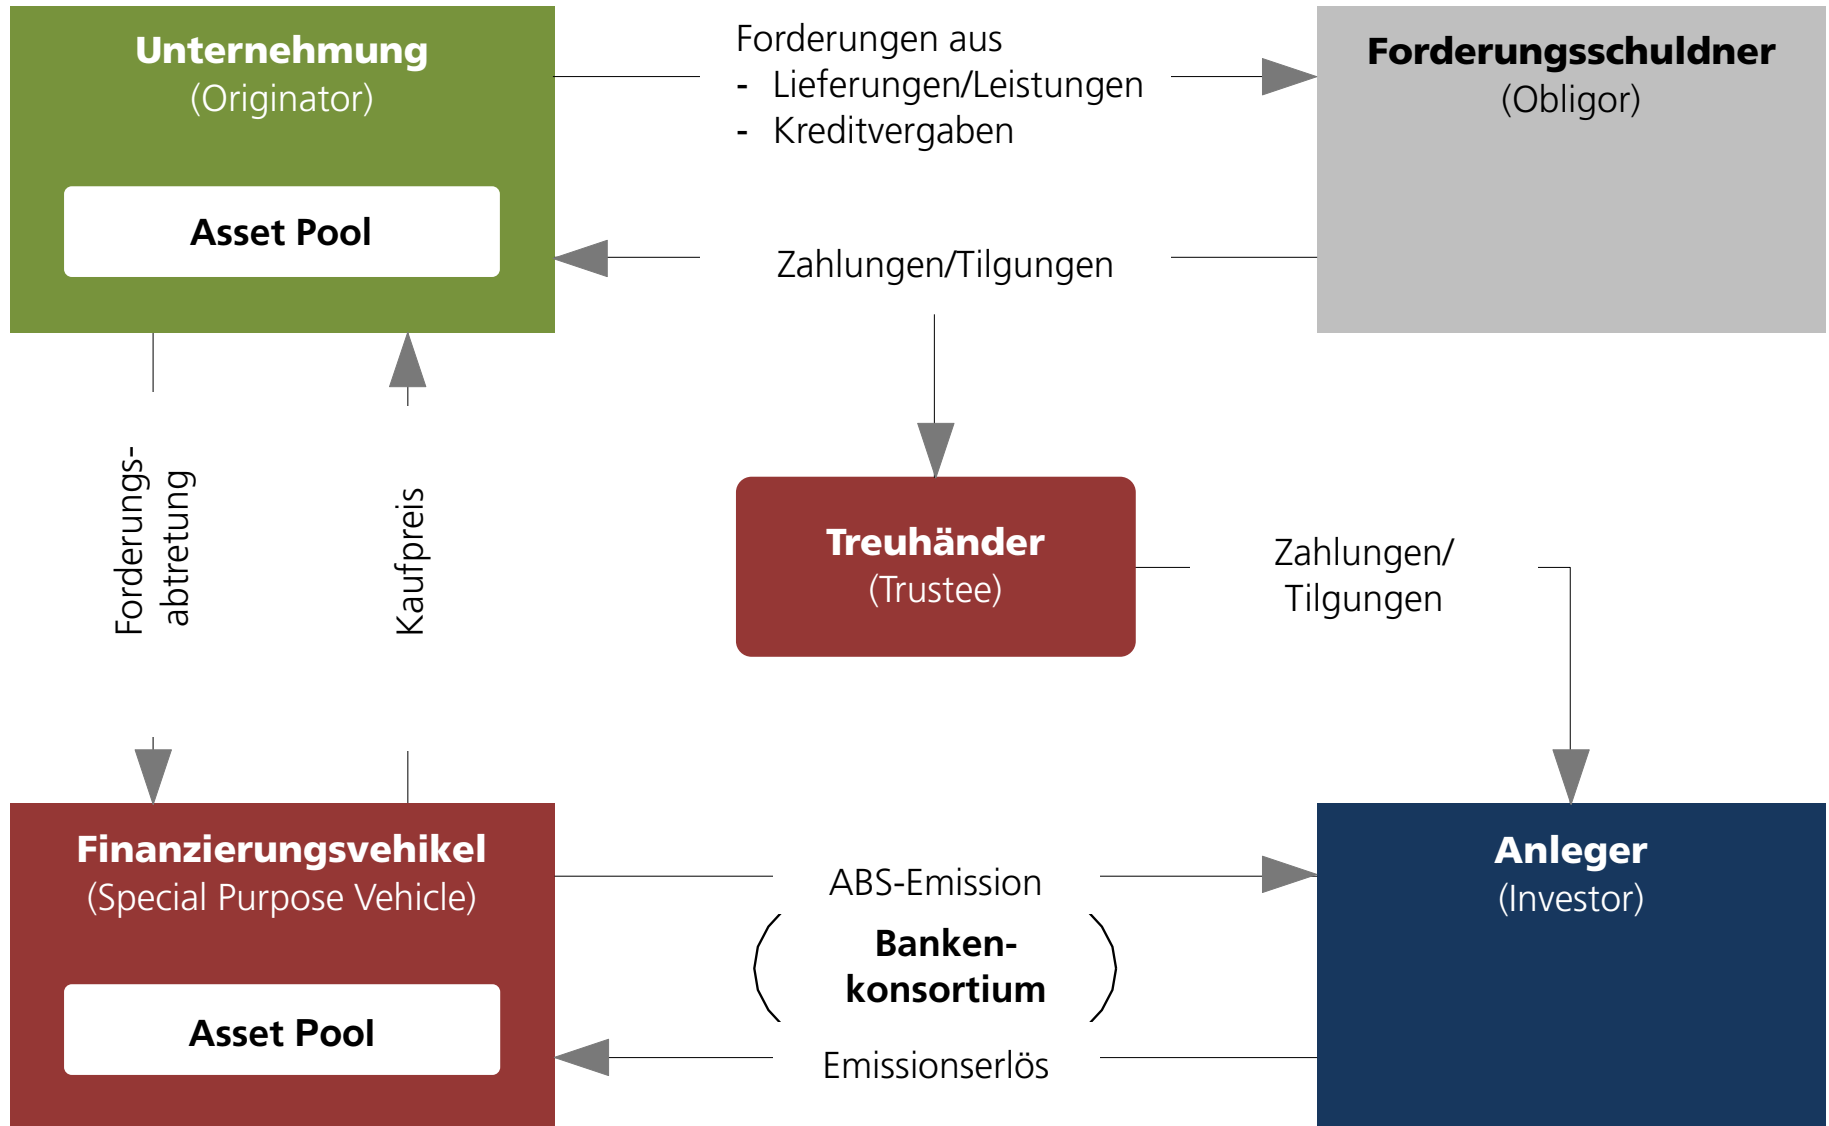 Unternehmung
(Originator)
Asset Pool
Forderungen aus
- Lieferungen/Leistungen
- Kreditvergaben
Forderungsschuldner
(Obligor)
Zahlungen/Tilgungen
Forderungs-
abtretung
Kaufpreis
Treuhänder
(Trustee)
Zahlungen/
Tilgungen
Finanzierungsvehikel
(Special Purpose Vehicle)
Asset Pool
ABS-Emission
Banken-
konsortium
Emissionserlös
Anleger
(Investor)